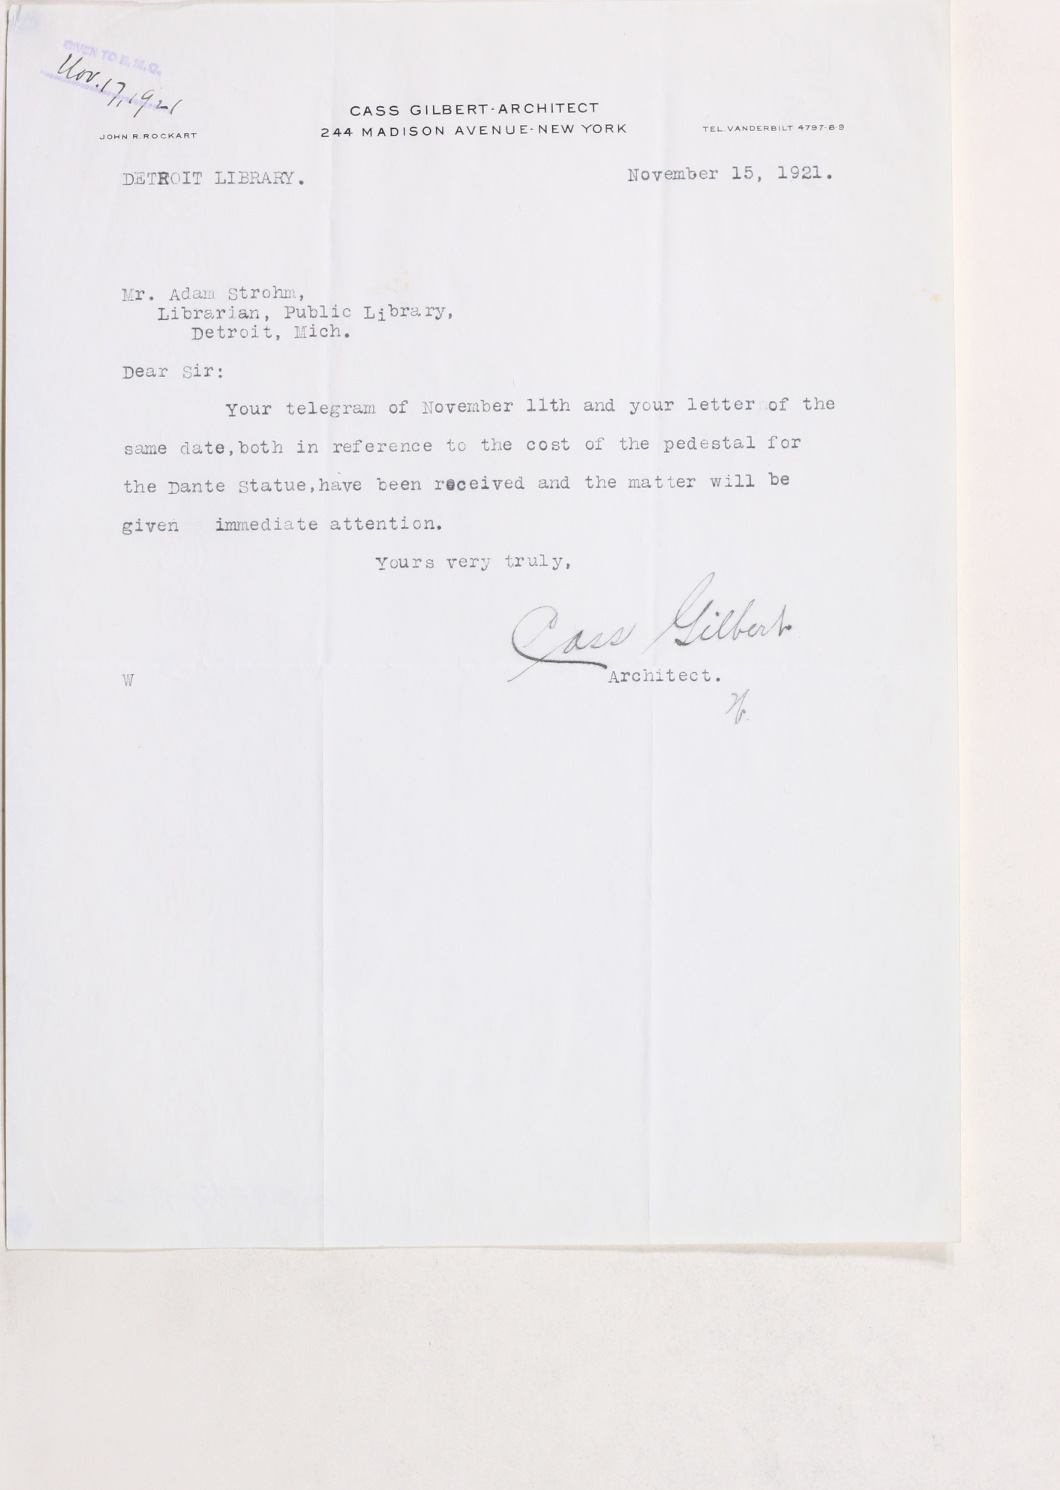 GIVEN TO D. M. C.
Nov. 17, 1921
CASS GILBERT-ARCHITECT
244 MADISON AVENUE-NEW YORK
JOHN R. ROCKART
TEL. VANDERBILT 4797-8-9
DETROIT LIBRARY.
November 15, 1921.
Mr. Adam Strohm,
Librarian, Public Library,
Detroit, Mich.
Dear Sir:
Your telegram of November 11th and your letter of the
same date,both in reference to the cost of the pedestal for
the Dante Statue,have been received and the matter will be
given immediate attention.
Yours very truly,
Cass Gilbert
Architect.
W